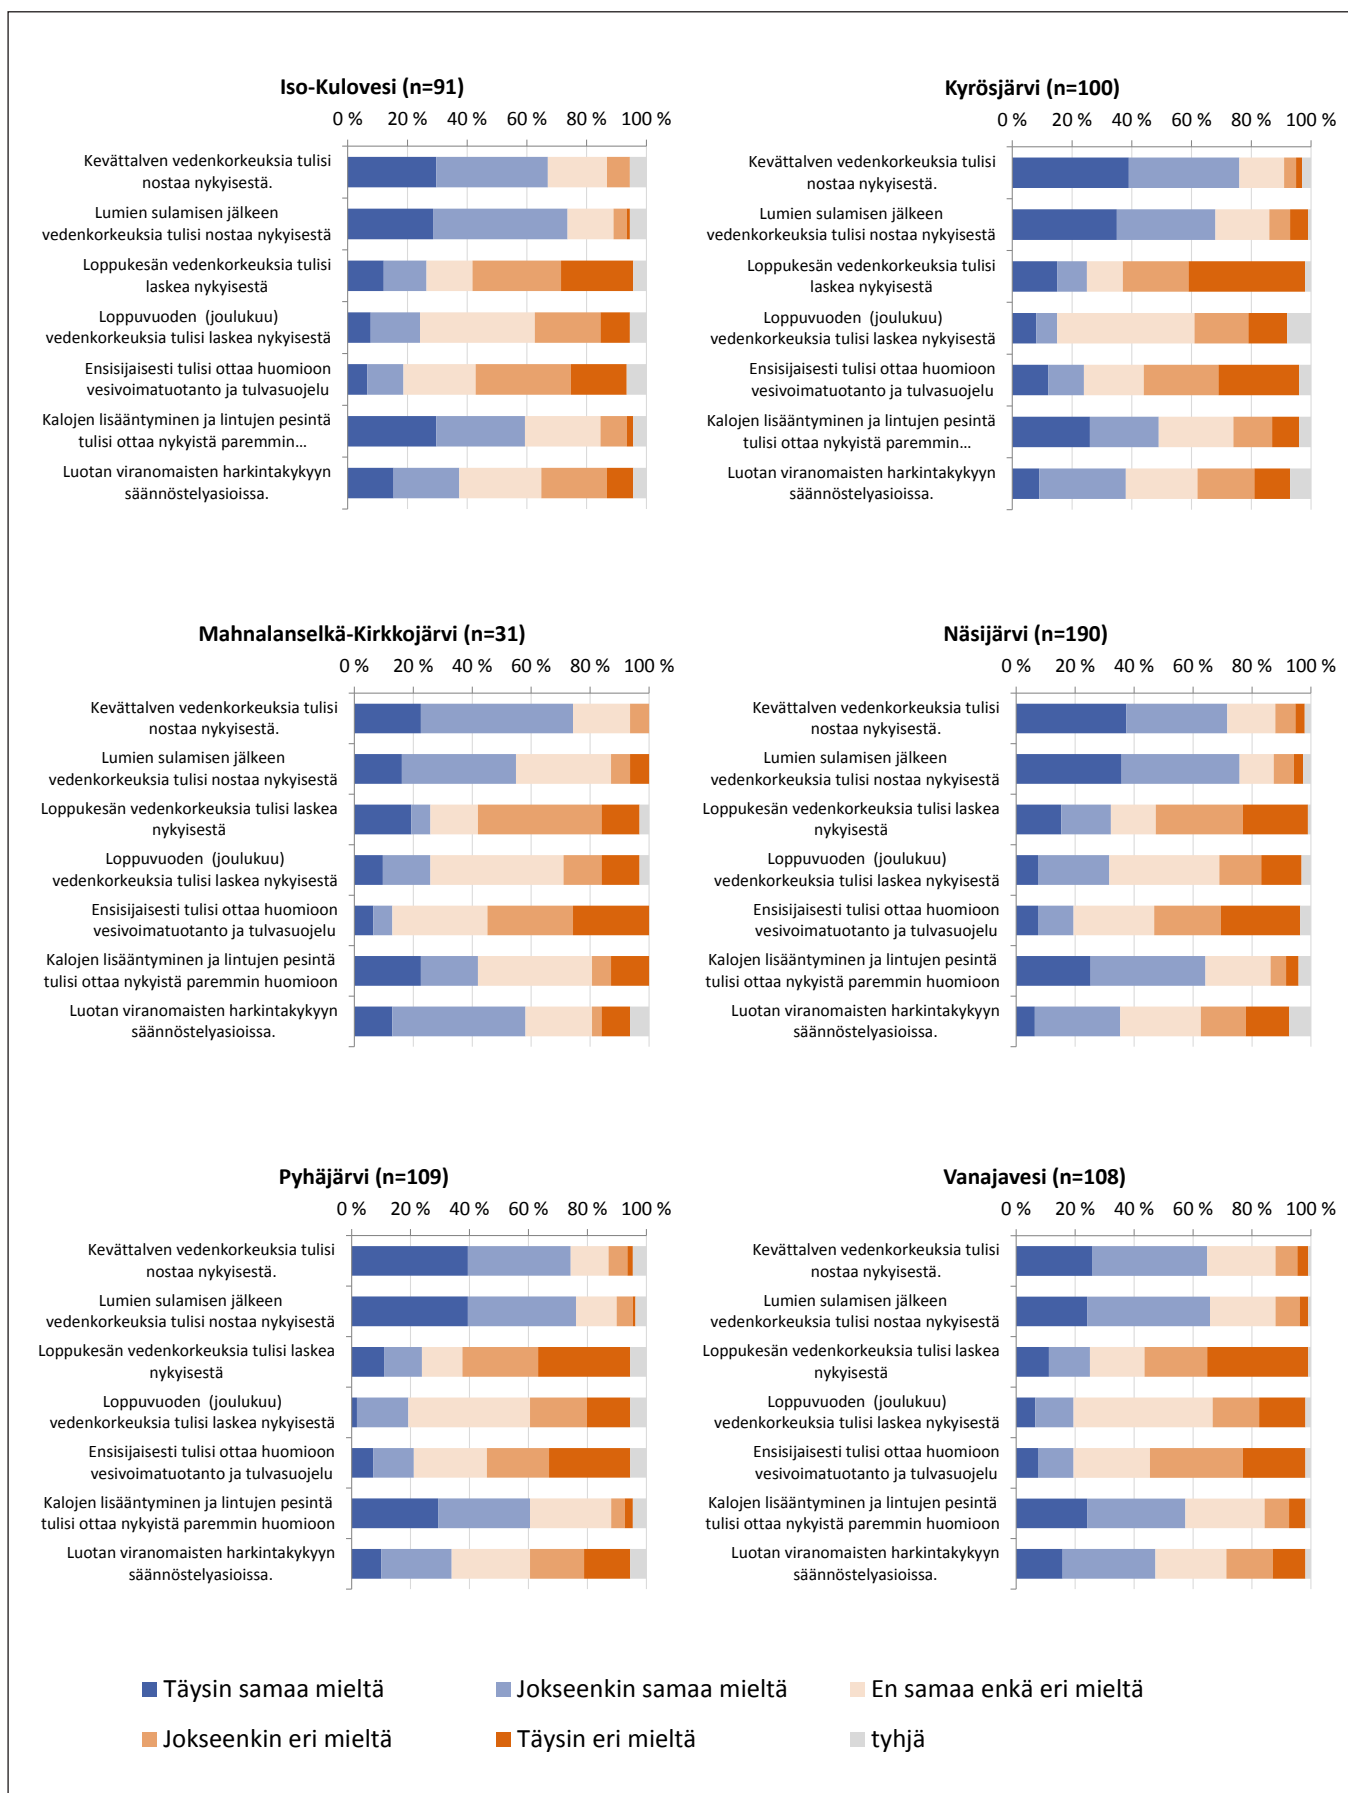 Iso-Kulovesi (n=91)
0 % 20 % 40 % 60 % 80 % 100 %
Kevättalven vedenkorkeuksia tulisi
nostaa nykyisestä.
Lumien sulamisen jälkeen
vedenkorkeuksia tulisi nostaa nykyisestä
Loppukesän vedenkorkeuksia tulisi
laskea nykyisestä
Loppuvuoden (joulukuu)
vedenkorkeuksia tulisi laskea nykyisestä
Ensisijaisesti tulisi ottaa huomioon
vesivoimatuotanto ja tulvasuojelu
Kalojen lisääntyminen ja lintujen pesintä
tulisi ottaa nykyistä paremmin…
Luotan viranomaisten harkintakykyyn
säännöstelyasioissa.
Kyrösjärvi (n=100)
0 % 20 % 40 % 60 % 80 % 100 %
Kevättalven vedenkorkeuksia tulisi
nostaa nykyisestä.
Lumien sulamisen jälkeen
vedenkorkeuksia tulisi nostaa nykyisestä
Loppukesän vedenkorkeuksia tulisi
laskea nykyisestä
Loppuvuoden (joulukuu)
vedenkorkeuksia tulisi laskea nykyisestä
Ensisijaisesti tulisi ottaa huomioon
vesivoimatuotanto ja tulvasuojelu
Kalojen lisääntyminen ja lintujen pesintä
tulisi ottaa nykyistä paremmin…
Luotan viranomaisten harkintakykyyn
säännöstelyasioissa.
Mahnalanselkä-Kirkkojärvi (n=31)
0 % 20 % 40 % 60 % 80 % 100 %
Kevättalven vedenkorkeuksia tulisi
nostaa nykyisestä.
Lumien sulamisen jälkeen
vedenkorkeuksia tulisi nostaa nykyisestä
Loppukesän vedenkorkeuksia tulisi laskea
nykyisestä
Loppuvuoden (joulukuu)
vedenkorkeuksia tulisi laskea nykyisestä
Ensisijaisesti tulisi ottaa huomioon
vesivoimatuotanto ja tulvasuojelu
Kalojen lisääntyminen ja lintujen pesintä
tulisi ottaa nykyistä paremmin huomioon
Luotan viranomaisten harkintakykyyn
säännöstelyasioissa.
Näsijärvi (n=190)
0 % 20 % 40 % 60 % 80 % 100 %
Kevättalven vedenkorkeuksia tulisi
nostaa nykyisestä.
Lumien sulamisen jälkeen
vedenkorkeuksia tulisi nostaa nykyisestä
Loppukesän vedenkorkeuksia tulisi laskea
nykyisestä
Loppuvuoden (joulukuu)
vedenkorkeuksia tulisi laskea nykyisestä
Ensisijaisesti tulisi ottaa huomioon
vesivoimatuotanto ja tulvasuojelu
Kalojen lisääntyminen ja lintujen pesintä
tulisi ottaa nykyistä paremmin huomioon
Luotan viranomaisten harkintakykyyn
säännöstelyasioissa.
Pyhäjärvi (n=109)
0 % 20 % 40 % 60 % 80 % 100 %
Kevättalven vedenkorkeuksia tulisi
nostaa nykyisestä.
Lumien sulamisen jälkeen
vedenkorkeuksia tulisi nostaa nykyisestä
Loppukesän vedenkorkeuksia tulisi laskea
nykyisestä
Loppuvuoden (joulukuu)
vedenkorkeuksia tulisi laskea nykyisestä
Ensisijaisesti tulisi ottaa huomioon
vesivoimatuotanto ja tulvasuojelu
Kalojen lisääntyminen ja lintujen pesintä
tulisi ottaa nykyistä paremmin huomioon
Luotan viranomaisten harkintakykyyn
säännöstelyasioissa.
Vanajavesi (n=108)
0 % 20 % 40 % 60 % 80 % 100 %
Kevättalven vedenkorkeuksia tulisi
nostaa nykyisestä.
Lumien sulamisen jälkeen
vedenkorkeuksia tulisi nostaa nykyisestä
Loppukesän vedenkorkeuksia tulisi laskea
nykyisestä
Loppuvuoden (joulukuu)
vedenkorkeuksia tulisi laskea nykyisestä
Ensisijaisesti tulisi ottaa huomioon
vesivoimatuotanto ja tulvasuojelu
Kalojen lisääntyminen ja lintujen pesintä
tulisi ottaa nykyistä paremmin huomioon
Luotan viranomaisten harkintakykyyn
säännöstelyasioissa.
Täysin samaa mieltä Jokseenkin samaa mieltä En samaa enkä eri mieltä
Jokseenkin eri mieltä Täysin eri mieltä tyhjä